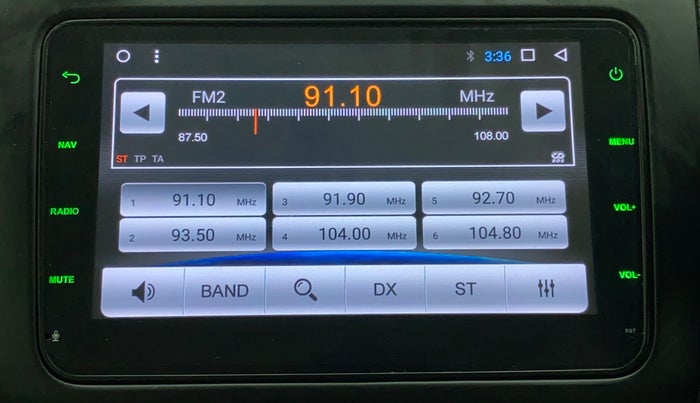 3:36
FM2 91.10 MHz
87.50 108.00
ST TP TA
NAV
RADIO
MUTE
MENU
VOL+
VOL-
RST
1 91.10 MHz 3 91.90 MHz 5 92.70 MHz
2 93.50 MHz 4 104.00 MHz 6 104.80 MHz
BAND DX ST